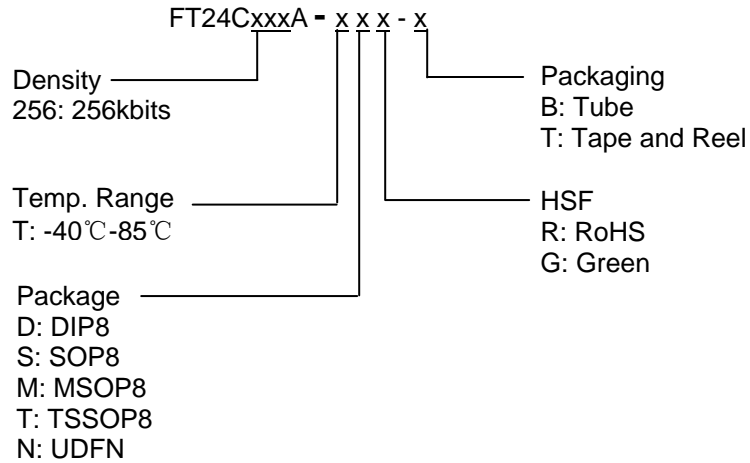 FT24CxxxA - x x x - x
Density
256: 256kbits
Packaging
B: Tube
T: Tape and Reel
Temp. Range
T: -40℃-85℃
HSF
R: RoHS
G: Green
Package
D: DIP8
S: SOP8
M: MSOP8
T: TSSOP8
N: UDFN